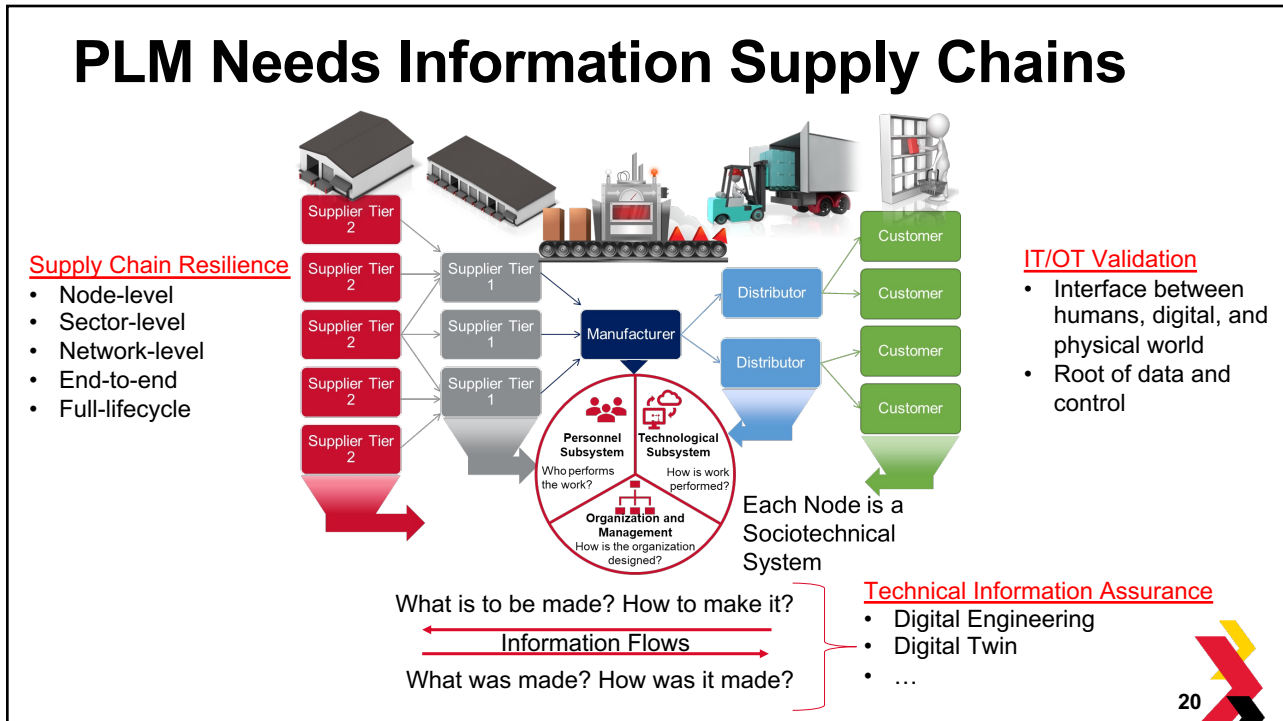 PLM Needs Information Supply Chains
Supply Chain Resilience
• Node-level
• Sector-level
• Network-level
• End-to-end
• Full-lifecycle
Supplier Tier
2
Supplier Tier
2
Supplier Tier
2
Supplier Tier
2
Supplier Tier
2
Supplier Tier
1
Supplier Tier
1
Supplier Tier
1
Manufacturer
Distributor
Distributor
Customer
Customer
Customer
Customer
IT/OT Validation
• Interface between
humans, digital, and
physical world
• Root of data and
control
Personnel
Subsystem
Who performs
the work?
Technological
Subsystem
How is work
performed?
Organization and
Management
How is the organization
designed?
Each Node is a
Sociotechnical
System
What is to be made? How to make it?
Information Flows
What was made? How was it made?
Technical Information Assurance
• Digital Engineering
• Digital Twin
• …
20